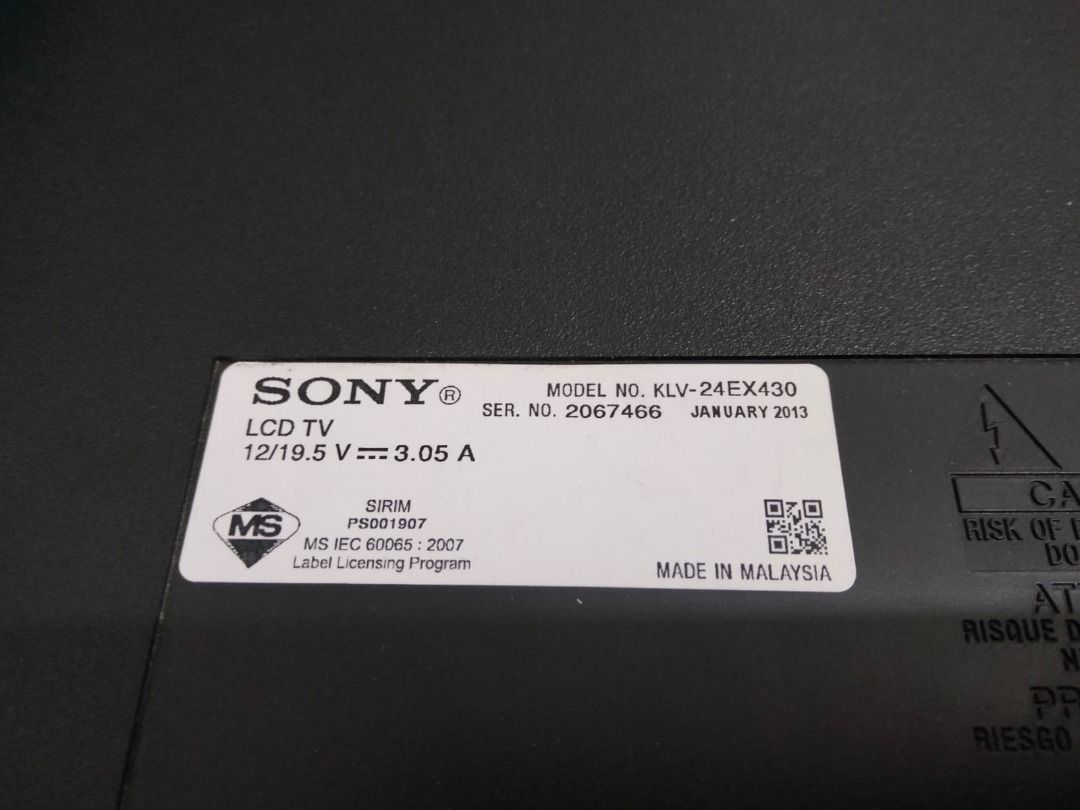 SONY®
MODEL NO. KLV-24EX430
SER. NO. 2067466 JANUARY 2013
LCD TV
12/19.5 V ⎓ 3.05 A
MS
SIRIM
PS001907
MS IEC 60065 : 2007
Label Licensing Program
MADE IN MALAYSIA
RISK OF
RISQUE
RIESGO